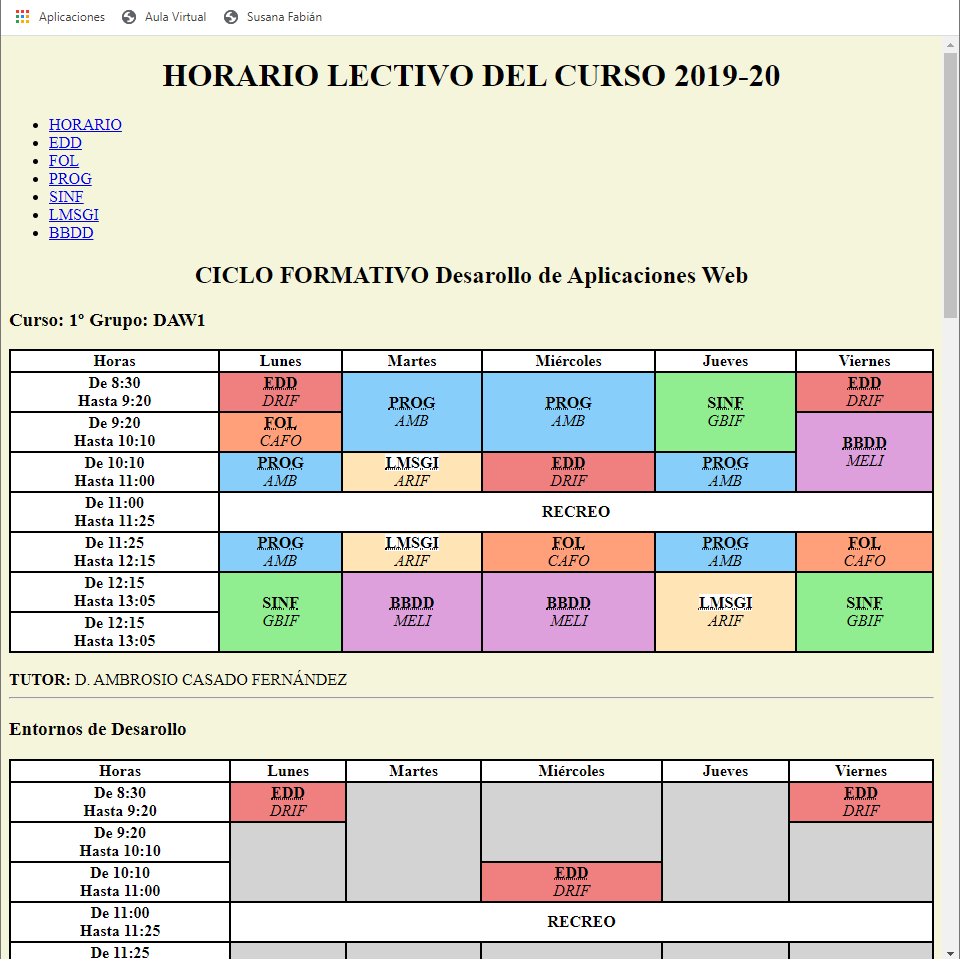 Aplicaciones Aula Virtual Susana Fabián
HORARIO LECTIVO DEL CURSO 2019-20
HORARIO
EDD
FOL
PROG
SINF
LMSGI
BBDD
CICLO FORMATIVO Desarollo de Aplicaciones Web
Curso: 1º Grupo: DAW1
Horas Lunes Martes Miércoles Jueves Viernes
De 8:30 EDD EDD
Hasta 9:20 DRIF DRIF
PROG PROG SINF
AMB AMB GBIF
De 9:20 FOL
Hasta 10:10 CAFO
BBDD
MELI
De 10:10 PROG LMSGI EDD PROG
Hasta 11:00 AMB ARIF DRIF AMB
De 11:00
Hasta 11:25
RECREO
De 11:25 PROG LMSGI FOL PROG FOL
Hasta 12:15 AMB ARIF CAFO AMB CAFO
De 12:15
Hasta 13:05
SINF BBDD BBDD LMSGI SINF
GBIF MELI MELI ARIF GBIF
De 12:15
Hasta 13:05
TUTOR: D. AMBROSIO CASADO FERNÁNDEZ
Entornos de Desarollo
Horas Lunes Martes Miércoles Jueves Viernes
De 8:30 EDD EDD
Hasta 9:20 DRIF DRIF
De 9:20
Hasta 10:10
De 10:10 EDD
Hasta 11:00 DRIF
De 11:00
Hasta 11:25
RECREO
De 11:25